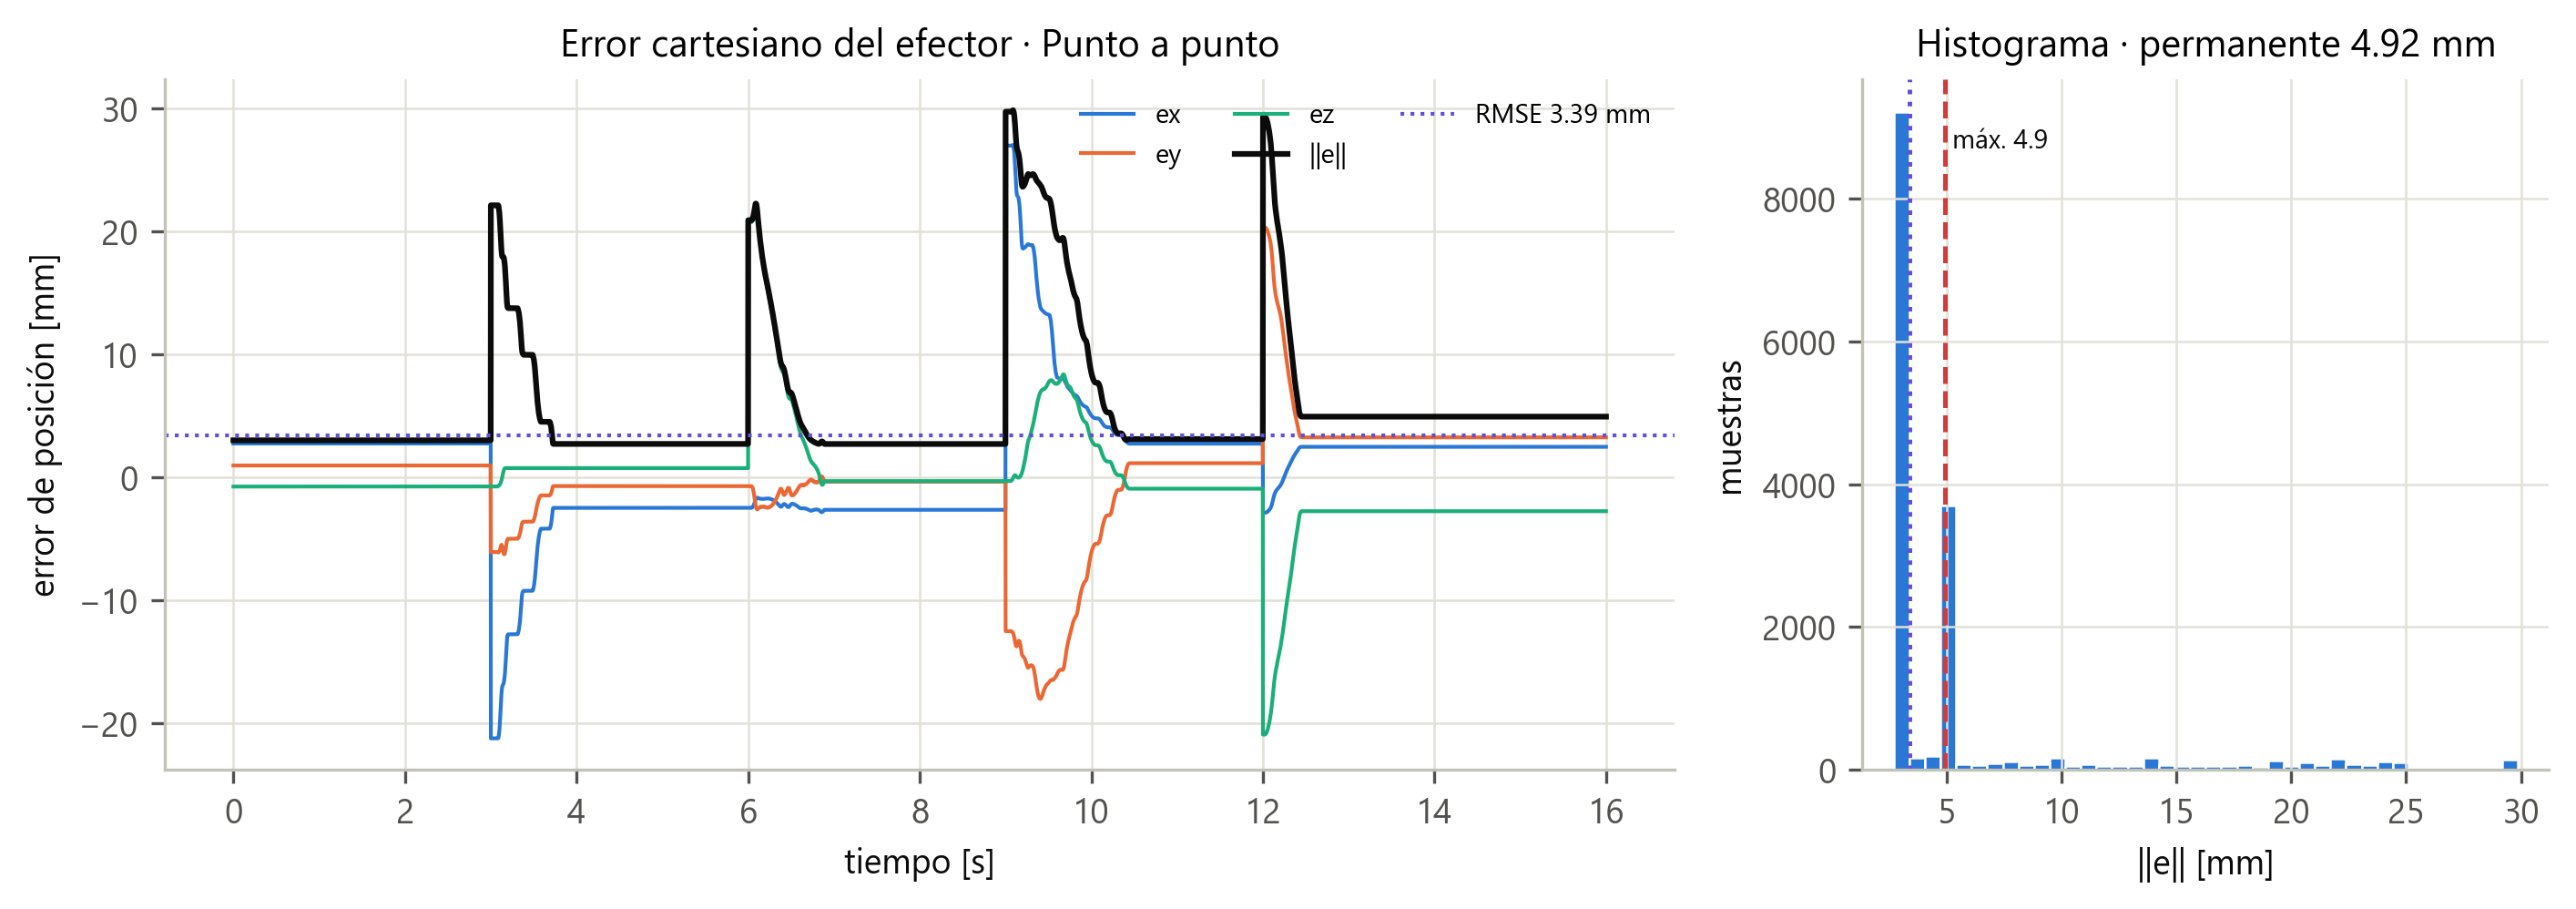 Error cartesiano del efector · Punto a punto
error de posición [mm]
30
20
10
0
−10
−20
ex
ey
ez
||e||
RMSE 3.39 mm
0 2 4 6 8 10 12 14 16
tiempo [s]
Histograma · permanente 4.92 mm
muestras
8000
6000
4000
2000
0
máx. 4.9
5 10 15 20 25 30
||e|| [mm]